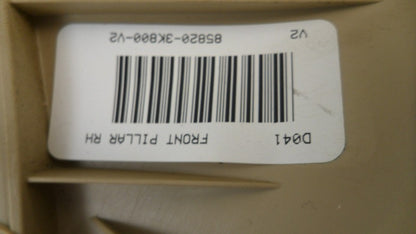 D041 FRONT PILLAR RH
V2 85820-3K800-V2